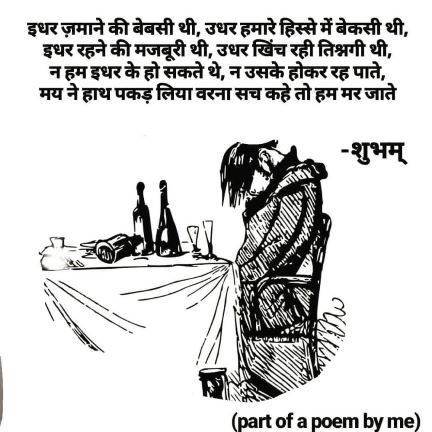 इधर ज़माने की बेबसी थी, उधर हमारे हिस्से में बेकसी थी,
इधर रहने की मजबूरी थी, उधर खिंच रही तिश्नगी थी,
न हम इधर के हो सकते थे, न उसके होकर रह पाते,
मय ने हाथ पकड़ लिया वरना सच कहे तो हम मर जाते
-शुभम्
(part of a poem by me)